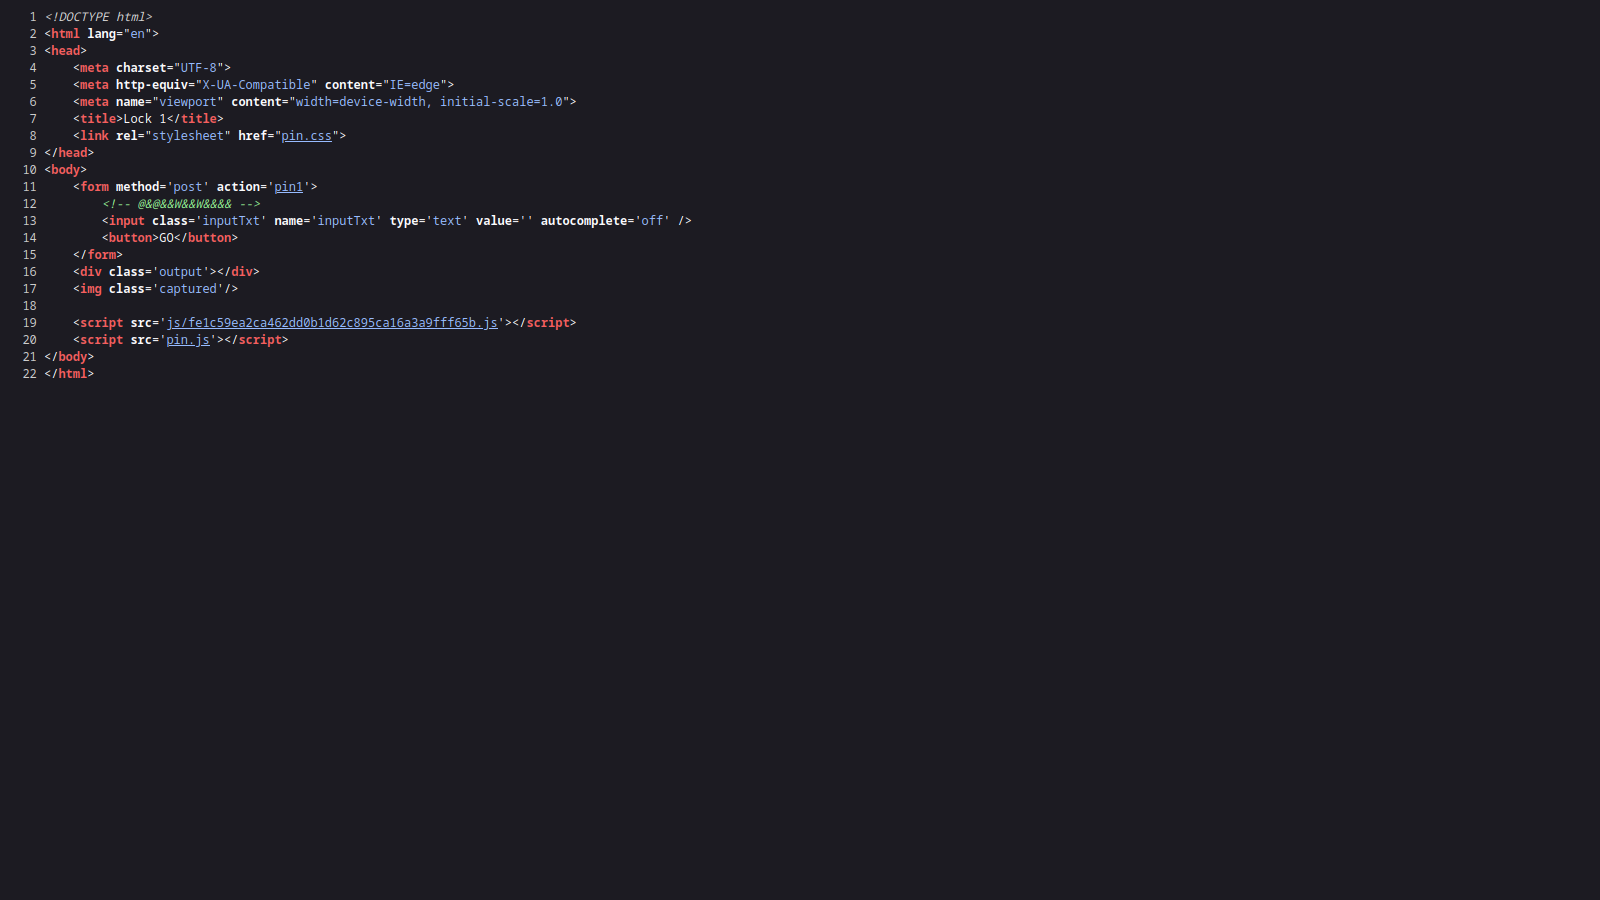 1 <!DOCTYPE html>
2 <html lang="en">
3 <head>
4     <meta charset="UTF-8">
5     <meta http-equiv="X-UA-Compatible" content="IE=edge">
6     <meta name="viewport" content="width=device-width, initial-scale=1.0">
7     <title>Lock 1</title>
8     <link rel="stylesheet" href="pin.css">
9 </head>
10 <body>
11     <form method='post' action='pin1'>
12         <!-- @&@&&W&&W&&&& -->
13         <input class='inputTxt' name='inputTxt' type='text' value='' autocomplete='off' />
14         <button>GO</button>
15     </form>
16     <div class='output'></div>
17     <img class='captured'/>
18
19     <script src='js/fe1c59ea2ca462dd0b1d62c895ca16a3a9fff65b.js'></script>
20     <script src='pin.js'></script>
21 </body>
22 </html>